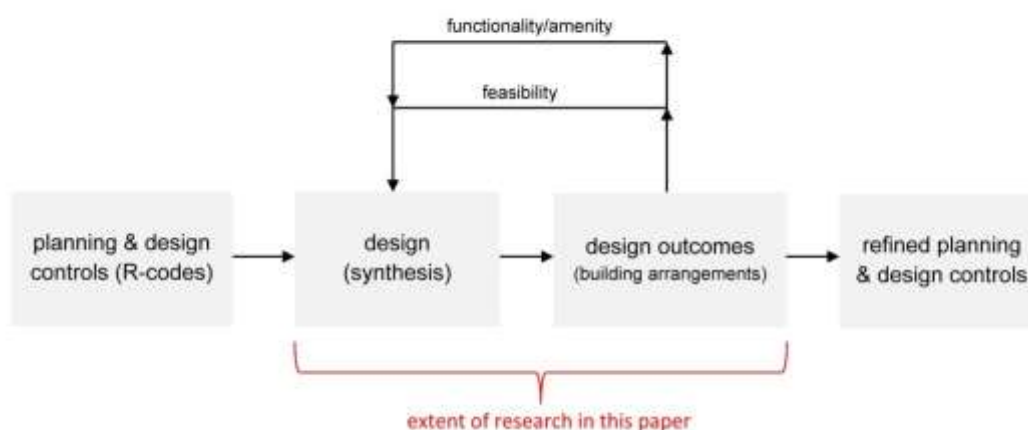 functionality/amenity
feasibility
planning & design
controls (R-codes)
design
(synthesis)
design outcomes
(building arrangements)
refined planning
& design controls
extent of research in this paper